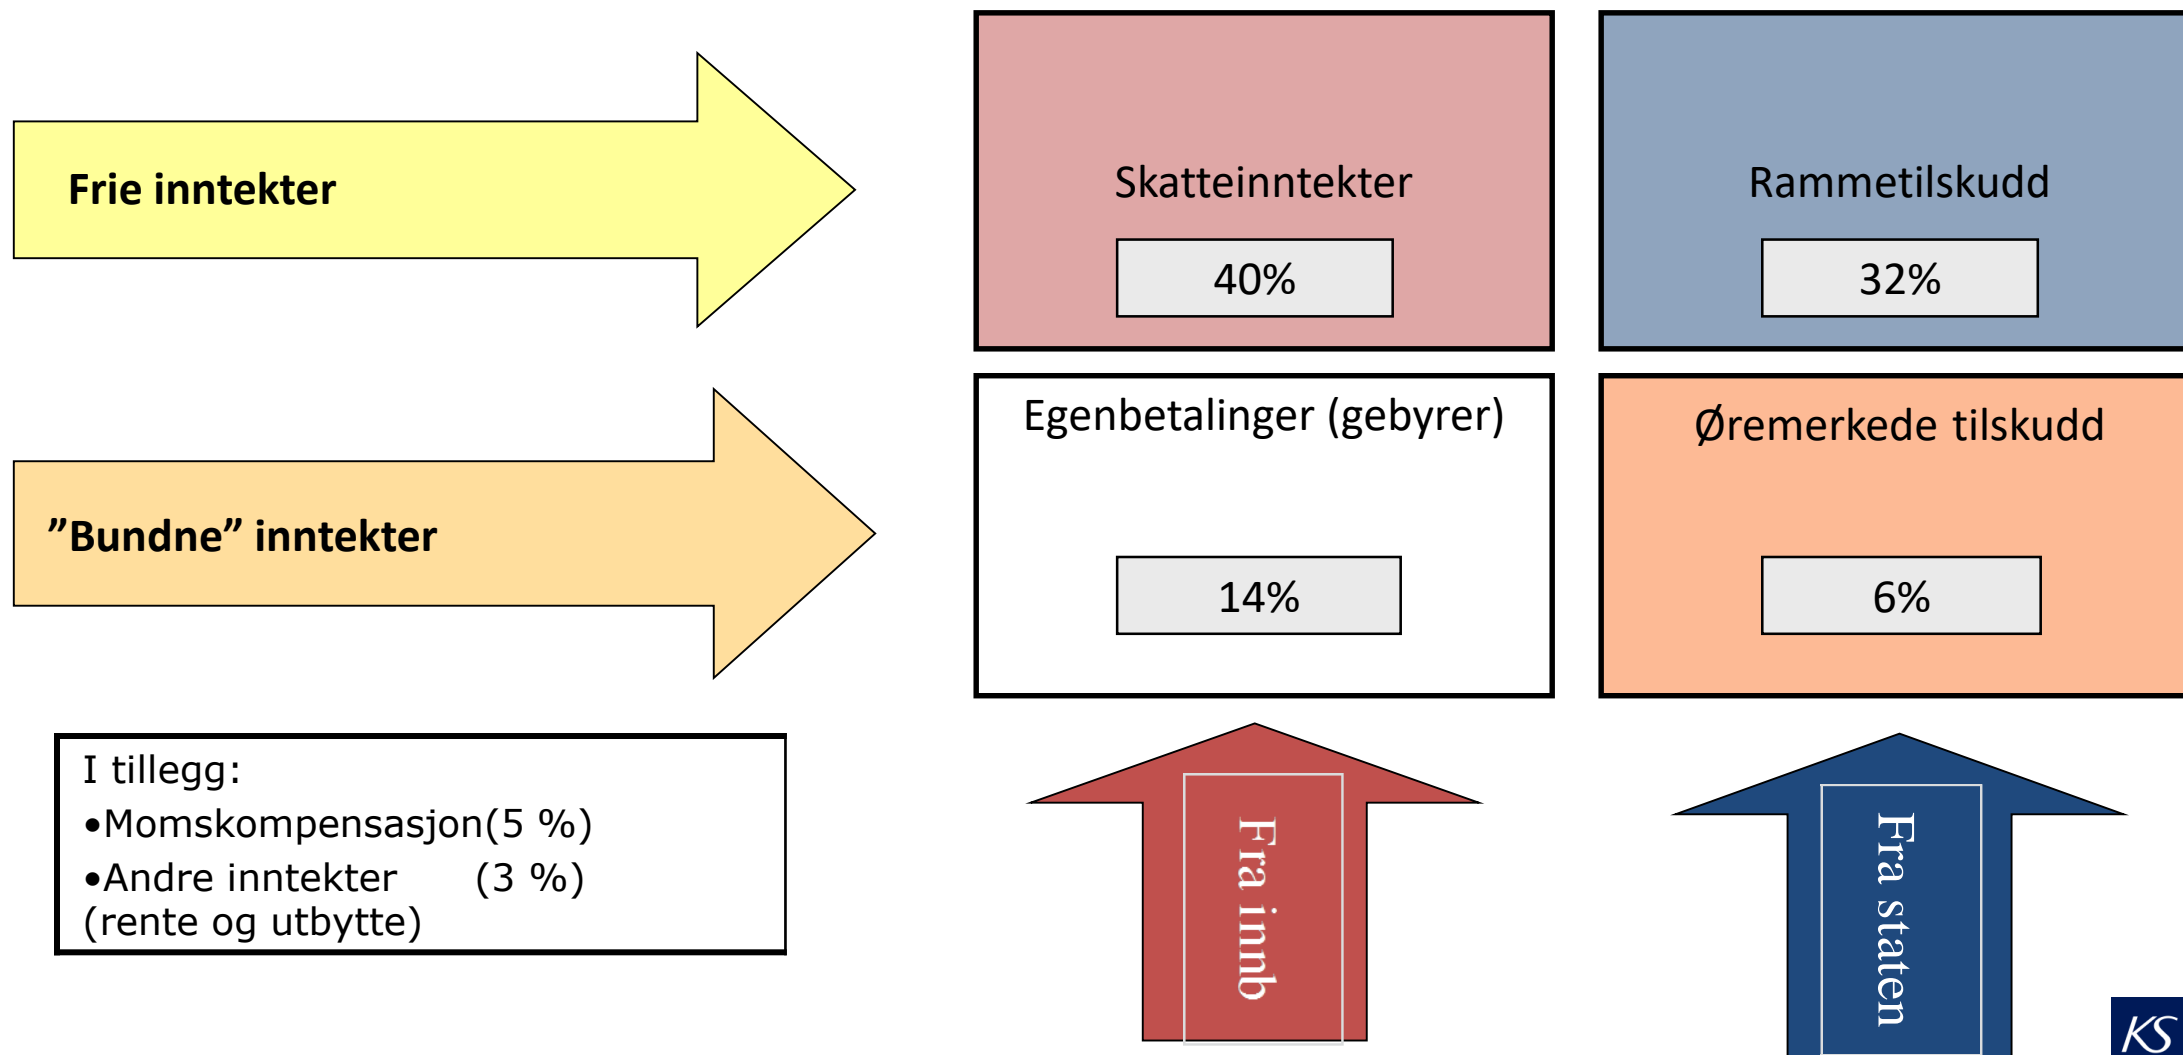 Frie inntekter
Skatteinntekter
40%
Rammetilskudd
32%
”Bundne” inntekter
Egenbetalinger (gebyrer)
14%
Øremerkede tilskudd
6%
I tillegg:
•Momskompensasjon(5 %)
•Andre inntekter (3 %)
(rente og utbytte)
Fra innb
Fra staten
KS